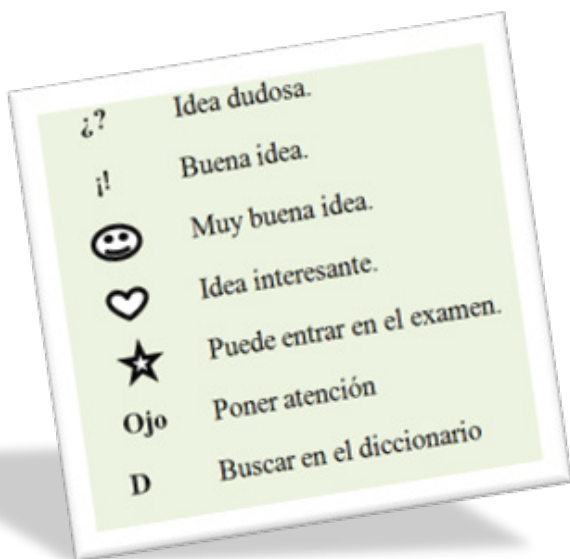 ¿? Idea dudosa.
¡! Buena idea.
Muy buena idea.
Idea interesante.
Puede entrar en el examen.
Ojo Poner atención
D Buscar en el diccionario